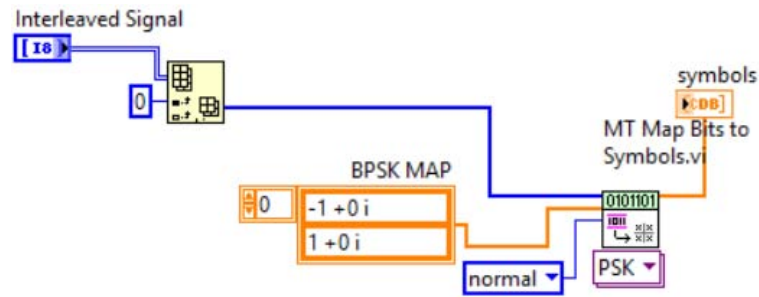 Interleaved Signal
[I8]
0
symbols
[CDB]
MT Map Bits to
Symbols.vi
BPSK MAP
0
-1 +0 i
1 +0 i
0101101
1011
normal
PSK